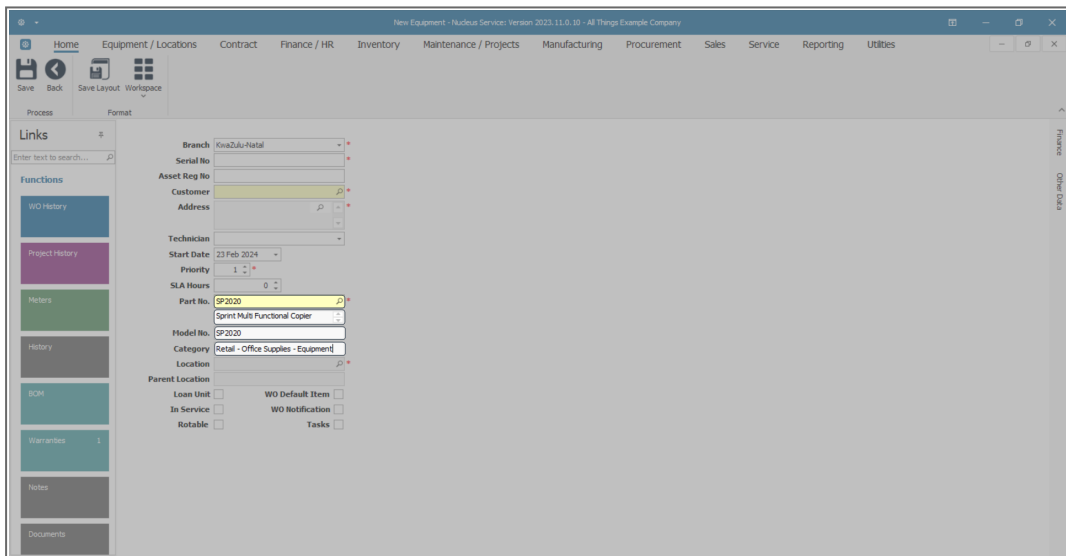 New Equipment - Nucleus Service: Version 2023.11.0.10 - All Things Example Company
Home Equipment / Locations Contract Finance / HR Inventory Maintenance / Projects Manufacturing Procurement Sales Service Reporting Utilities
Save Back Save Layout Workspace
Process Format
Links
Enter text to search...
Functions
WO History
Project History
Meters
History
BOM
Warranties 1
Notes
Documents
Branch KwaZulu-Natal *
Serial No *
Asset Reg No
Customer *
Address *
Technician
Start Date 23 Feb 2024
Priority 1 *
SLA Hours 0
Part No. SP2020 *
Sprint Multi Functional Copier
Model No. SP2020
Category Retail - Office Supplies - Equipment
Location *
Parent Location
Loan Unit WO Default Item
In Service WO Notification
Rotable Tasks
Finance
Other Data